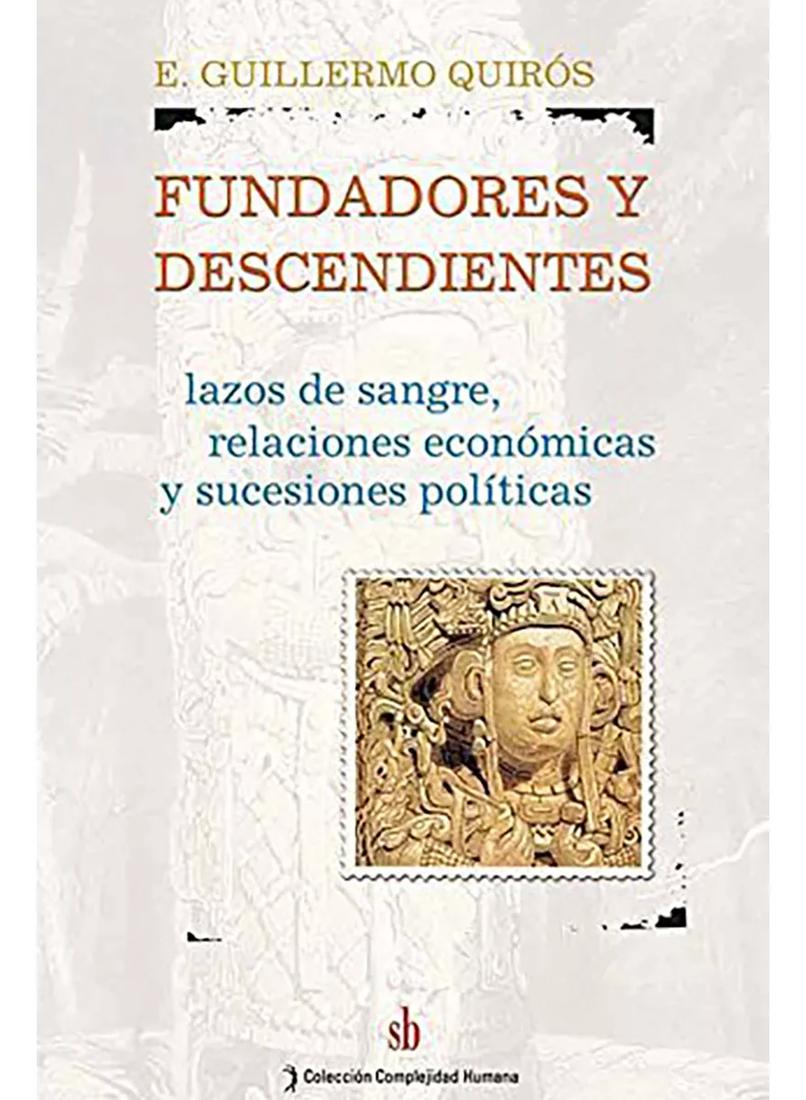 E. GUILLERMO QUIRÓS
FUNDADORES Y
DESCENDIENTES
lazos de sangre,
relaciones económicas
y sucesiones políticas
sb
Colección Complejidad Humana